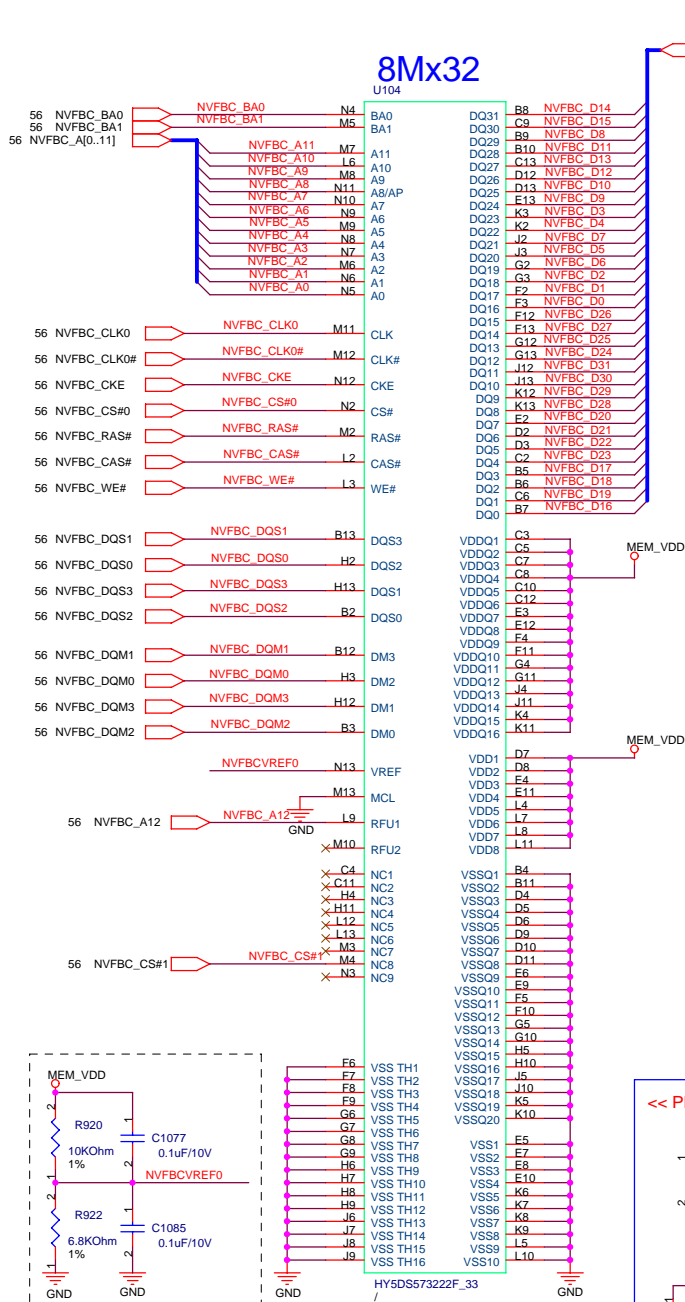 8Mx32
U104
56 NVFBC_BA0 NVFBC_BA0 N4 BA0
56 NVFBC_BA1 NVFBC_BA1 M5 BA1
56 NVFBC_A[0..11]
NVFBC_A11 M7 A11
NVFBC_A10 L6 A10
NVFBC_A9 M8 A9
NVFBC_A8 N11 A8/AP
NVFBC_A7 N10 A7
NVFBC_A6 N9 A6
NVFBC_A5 M9 A5
NVFBC_A4 N8 A4
NVFBC_A3 N7 A3
NVFBC_A2 M6 A2
NVFBC_A1 N6 A1
NVFBC_A0 N5 A0
56 NVFBC_CLK0 NVFBC_CLK0 M11 CLK
56 NVFBC_CLK0# NVFBC_CLK0# M12 CLK#
56 NVFBC_CKE NVFBC_CKE N12 CKE
56 NVFBC_CS#0 NVFBC_CS#0 N2 CS#
56 NVFBC_RAS# NVFBC_RAS# M2 RAS#
56 NVFBC_CAS# NVFBC_CAS# L2 CAS#
56 NVFBC_WE# NVFBC_WE# L3 WE#
56 NVFBC_DQS1 NVFBC_DQS1 B13 DQS3
56 NVFBC_DQS0 NVFBC_DQS0 H2 DQS2
56 NVFBC_DQS3 NVFBC_DQS3 H13 DQS1
56 NVFBC_DQS2 NVFBC_DQS2 B2 DQS0
56 NVFBC_DQM1 NVFBC_DQM1 B12 DM3
56 NVFBC_DQM0 NVFBC_DQM0 H3 DM2
56 NVFBC_DQM3 NVFBC_DQM3 H12 DM1
56 NVFBC_DQM2 NVFBC_DQM2 B3 DM0
NVFBCVREF0 N13 VREF
M13 MCL
GND
56 NVFBC_A12 NVFBC_A12 L9 RFU1
M10 RFU2
C4 NC1
C11 NC2
H4 NC3
H11 NC4
L12 NC5
L13 NC6
M3 NC7
56 NVFBC_CS#1 NVFBC_CS#1 M4 NC8
N3 NC9
F6 VSS TH1
F7 VSS TH2
F8 VSS TH3
F9 VSS TH4
G6 VSS TH5
G7 VSS TH6
G8 VSS TH7
G9 VSS TH8
H6 VSS TH9
H7 VSS TH10
H8 VSS TH11
H9 VSS TH12
J6 VSS TH13
J7 VSS TH14
J8 VSS TH15
J9 VSS TH16
GND
DQ31 B8 NVFBC_D14
DQ30 C9 NVFBC_D15
DQ29 B9 NVFBC_D8
DQ28 B10 NVFBC_D11
DQ27 C13 NVFBC_D13
DQ26 D12 NVFBC_D12
DQ25 D13 NVFBC_D10
DQ24 E13 NVFBC_D9
DQ23 K3 NVFBC_D3
DQ22 K2 NVFBC_D4
DQ21 J2 NVFBC_D7
DQ20 J3 NVFBC_D5
DQ19 G2 NVFBC_D6
DQ18 G3 NVFBC_D2
DQ17 F2 NVFBC_D1
DQ16 F3 NVFBC_D0
DQ15 F12 NVFBC_D26
DQ14 F13 NVFBC_D27
DQ13 G12 NVFBC_D25
DQ12 G13 NVFBC_D24
DQ11 J12 NVFBC_D31
DQ10 J13 NVFBC_D30
DQ9 K12 NVFBC_D29
DQ8 K13 NVFBC_D28
DQ7 E2 NVFBC_D20
DQ6 D2 NVFBC_D21
DQ5 D3 NVFBC_D22
DQ4 C2 NVFBC_D23
DQ3 B5 NVFBC_D17
DQ2 B6 NVFBC_D18
DQ1 C6 NVFBC_D19
DQ0 B7 NVFBC_D16
VDDQ1 C3
VDDQ2 C5
VDDQ3 C7
VDDQ4 C8
VDDQ5 C10
VDDQ6 C12
VDDQ7 E3
VDDQ8 E12
VDDQ9 F4
VDDQ10 F11
VDDQ11 G4
VDDQ12 G11
VDDQ13 J4
VDDQ14 J11
VDDQ15 K4
VDDQ16 K11
MEM_VDD
VDD1 D7
VDD2 D8
VDD3 E4
VDD4 E11
VDD5 L4
VDD6 L7
VDD7 L8
VDD8 L11
MEM_VDD
VSSQ1 B4
VSSQ2 B11
VSSQ3 D4
VSSQ4 D5
VSSQ5 D6
VSSQ6 D9
VSSQ7 D10
VSSQ8 D11
VSSQ9 E6
VSSQ10 E9
VSSQ11 F5
VSSQ12 F10
VSSQ13 G5
VSSQ14 G10
VSSQ15 H5
VSSQ16 H10
VSSQ17 J5
VSSQ18 J10
VSSQ19 K5
VSSQ20 K10
VSS1 E5
VSS2 E7
VSS3 E8
VSS4 E10
VSS5 K6
VSS6 K7
VSS7 K8
VSS8 K9
VSS9 L5
VSS10 L10
GND
HY5DS573222F_33
/
MEM_VDD
2 1
R920
10KOhm
1%
C1077
0.1uF/10V
1 2
NVFBCVREF0
2 1
R922
6.8KOhm
1%
C1085
0.1uF/10V
1 2
GND
GND
<< P
1
2
1